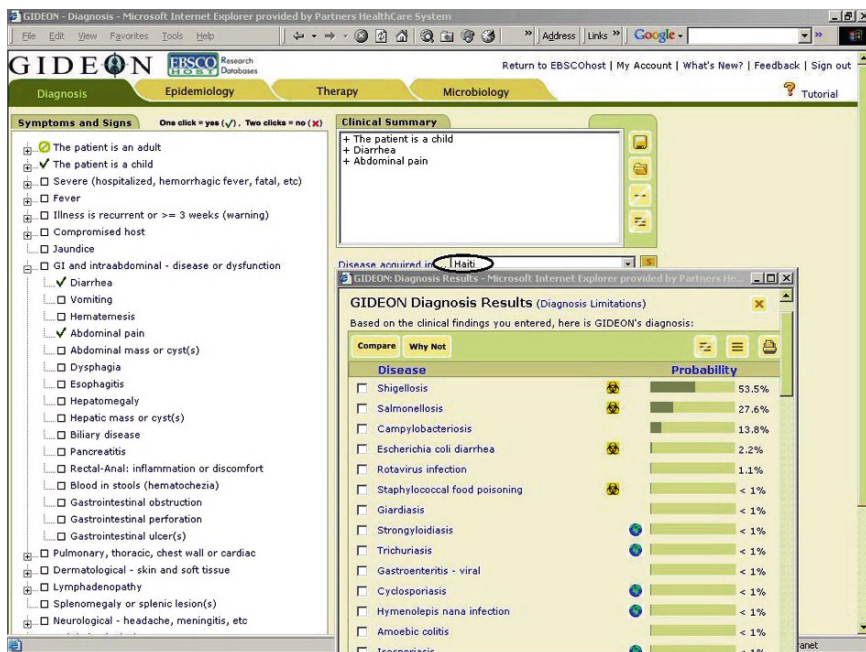 GIDEON - Diagnosis - Microsoft Internet Explorer provided by Partners HealthCare System
File Edit View Favorites Tools Help » Address Links » Google »
GIDEON EBSCO HOST Research Databases
Return to EBSCOhost | My Account | What's New? | Feedback | Sign out
Diagnosis Epidemiology Therapy Microbiology ? Tutorial
Symptoms and Signs One click = yes (√), Two clicks = no (x)
The patient is an adult
The patient is a child
Severe (hospitalized, hemorrhagic fever, fatal, etc)
Fever
Illness is recurrent or >= 3 weeks (warning)
Compromised host
Jaundice
GI and intraabdominal - disease or dysfunction
Diarrhea
Vomiting
Hematemesis
Abdominal pain
Abdominal mass or cyst(s)
Dysphagia
Esophagitis
Hepatomegaly
Hepatic mass or cyst(s)
Biliary disease
Pancreatitis
Rectal-Anal: inflammation or discomfort
Blood in stools (hematochezia)
Gastrointestinal obstruction
Gastrointestinal perforation
Gastrointestinal ulcer(s)
Pulmonary, thoracic, chest wall or cardiac
Dermatological - skin and soft tissue
Lymphadenopathy
Splenomegaly or splenic lesion(s)
Neurological - headache, meningitis, etc
Clinical Summary
+ The patient is a child
+ Diarrhea
+ Abdominal pain
Disease acquired in Haiti
GIDEON: Diagnosis Results - Microsoft Internet Explorer provided by Partners He...
GIDEON Diagnosis Results (Diagnosis Limitations)
Based on the clinical findings you entered, here is GIDEON's diagnosis:
Compare Why Not
Disease Probability
Shigellosis 53.5%
Salmonellosis 27.6%
Campylobacteriosis 13.8%
Escherichia coli diarrhea 2.2%
Rotavirus infection 1.1%
Staphylococcal food poisoning < 1%
Giardiasis < 1%
Strongyloidiasis < 1%
Trichuriasis < 1%
Gastroenteritis - viral < 1%
Cyclosporiasis < 1%
Hymenolepis nana infection < 1%
Amoebic colitis < 1%
Isosporiasis < 1%